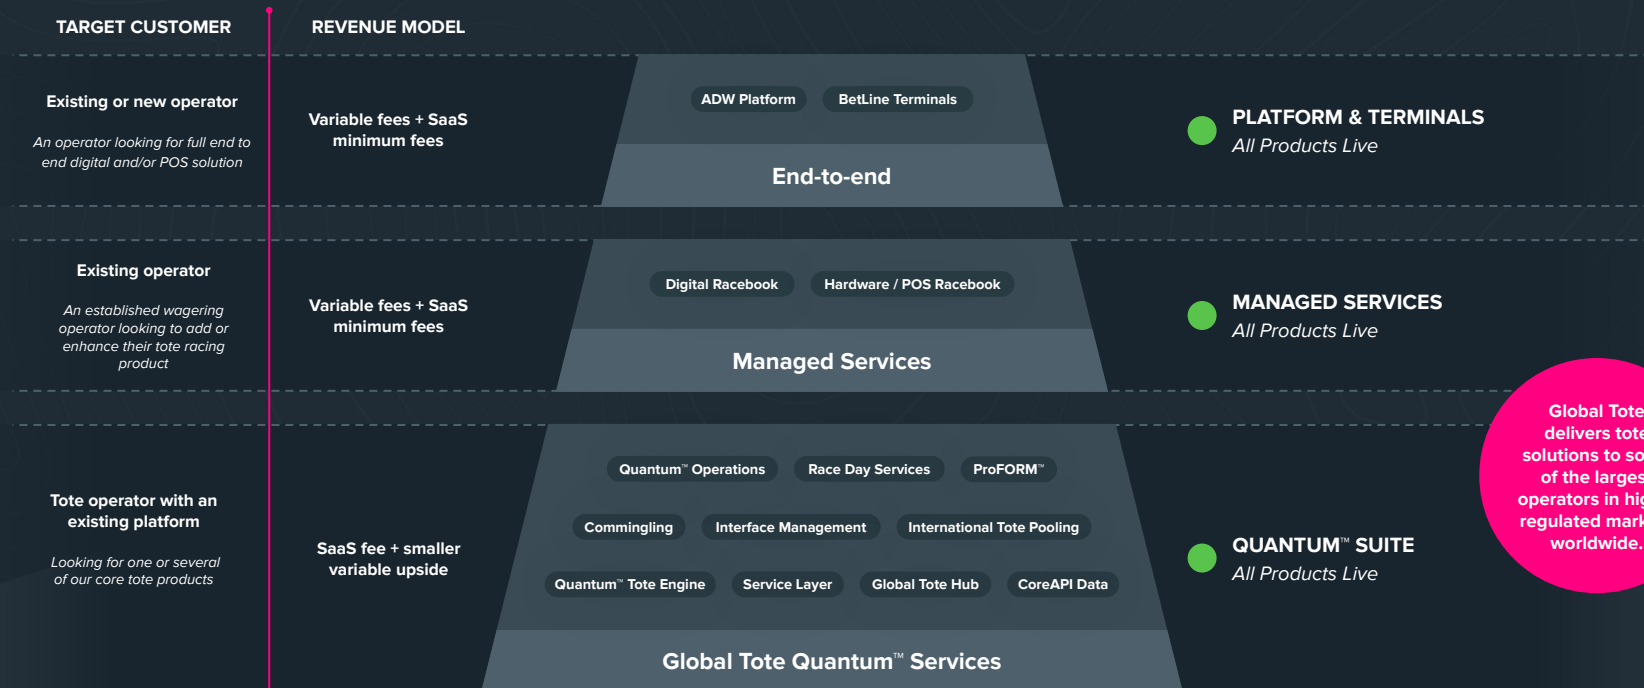 TARGET CUSTOMER
REVENUE MODEL
Existing or new operator
An operator looking for full end to
end digital and/or POS solution
Variable fees + SaaS
minimum fees
ADW Platform
BetLine Terminals
End-to-end
PLATFORM & TERMINALS
All Products Live
Existing operator
An established wagering
operator looking to add or
enhance their tote racing
product
Variable fees + SaaS
minimum fees
Digital Racebook
Hardware / POS Racebook
Managed Services
MANAGED SERVICES
All Products Live
Tote operator with an
existing platform
Looking for one or several
of our core tote products
SaaS fee + smaller
variable upside
Quantum™ Operations
Race Day Services
ProFORM™
Commingling
Interface Management
International Tote Pooling
Quantum™ Tote Engine
Service Layer
Global Tote Hub
CoreAPI Data
Global Tote Quantum™ Services
QUANTUM™ SUITE
All Products Live
Global Tote
delivers tote
solutions to
of the
operators in
regulated
worldwide.